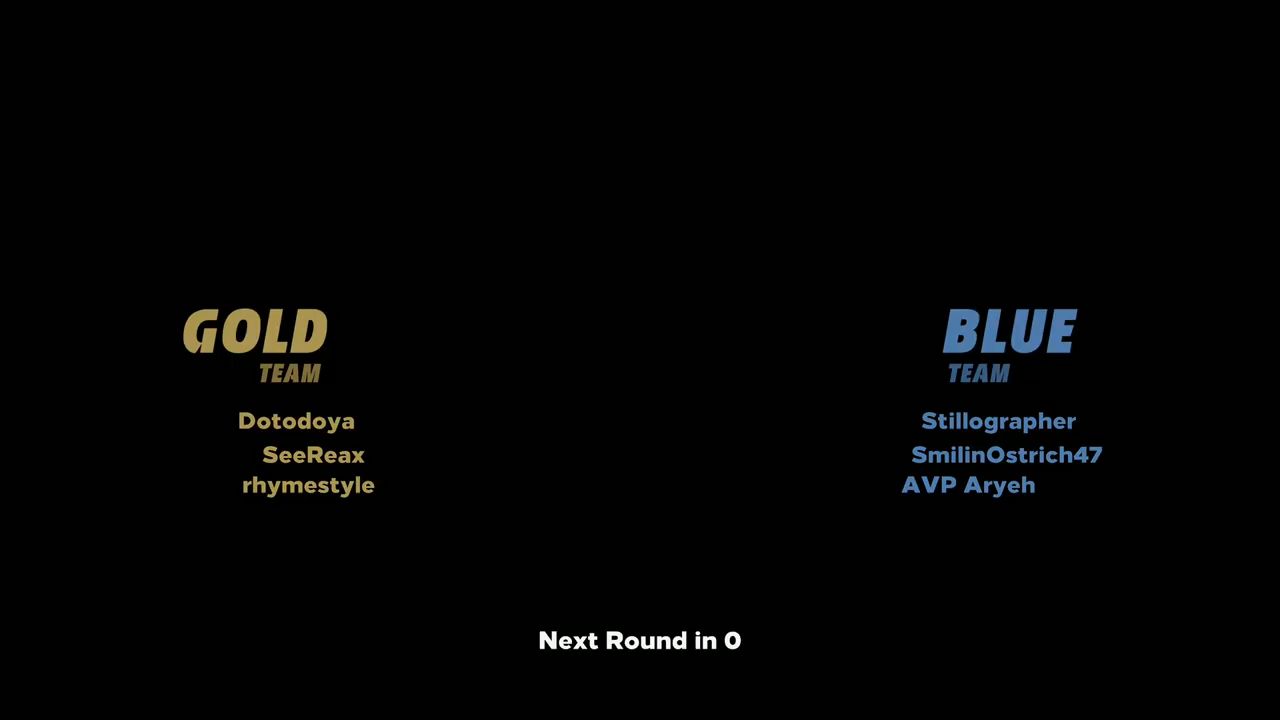 GOLD
TEAM
Dotodoya
SeeReax
rhymestyle
BLUE
TEAM
Stillographer
SmilinOstrich47
AVP Aryeh
Next Round in 0